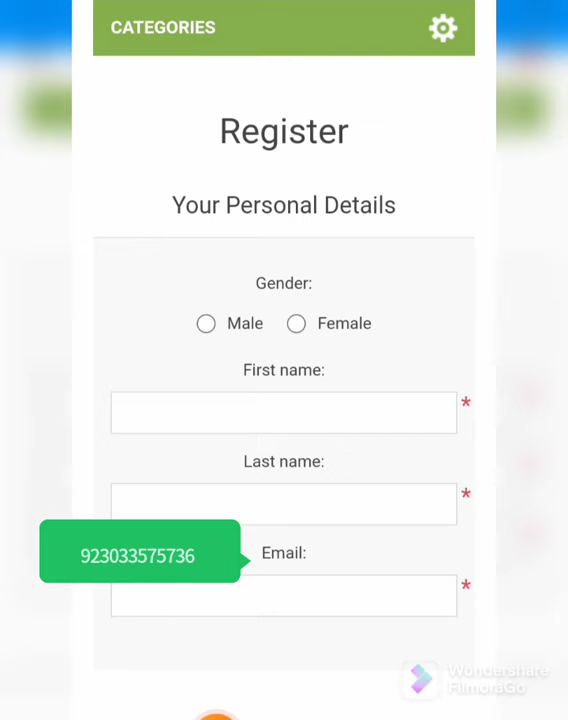 CATEGORIES
Register
Your Personal Details
Gender:
Male Female
First name:
*
Last name:
*
923033575736
Email:
*
Wondershare
FilmoraGo